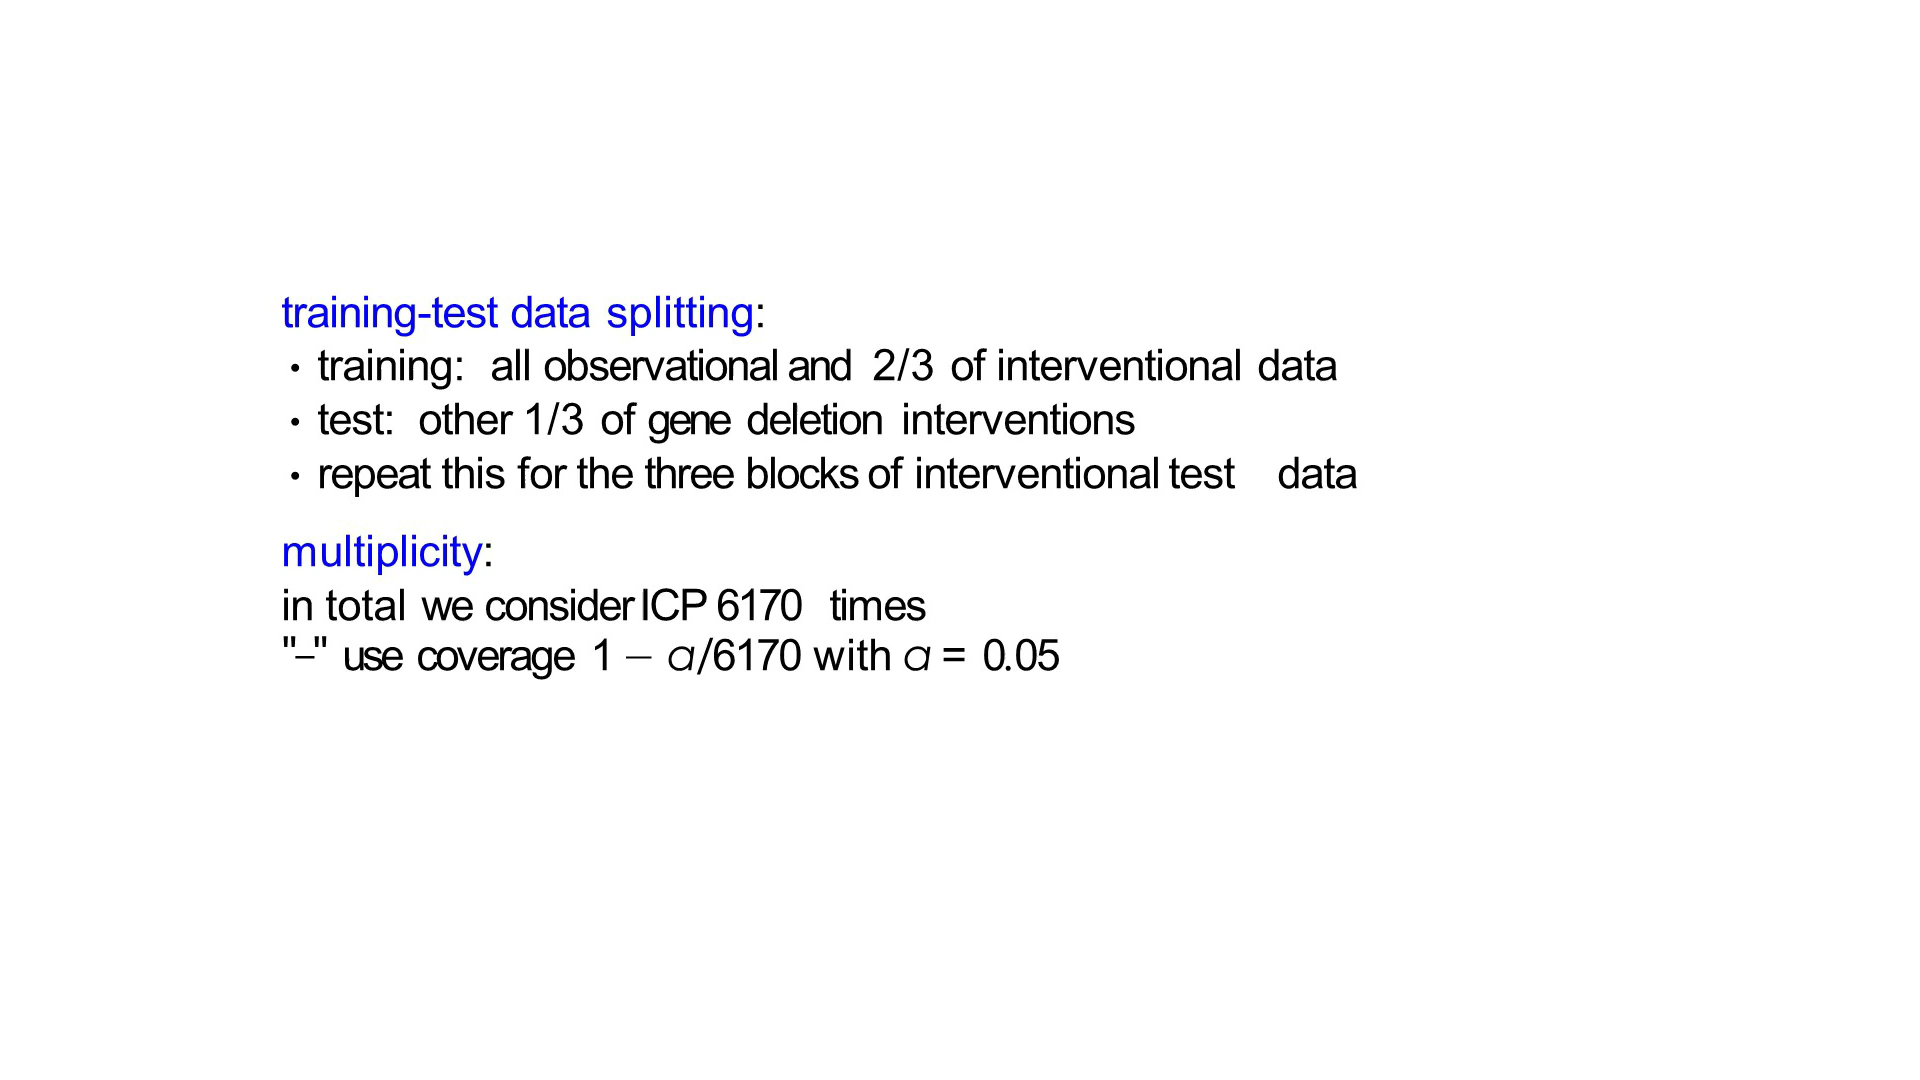 training-test data splitting:
• training: all observational and 2/3 of interventional data
• test: other 1/3 of gene deletion interventions
• repeat this for the three blocks of interventional test data
multiplicity:
in total we consider ICP 6170 times
"–" use coverage 1 − α/6170 with α = 0.05